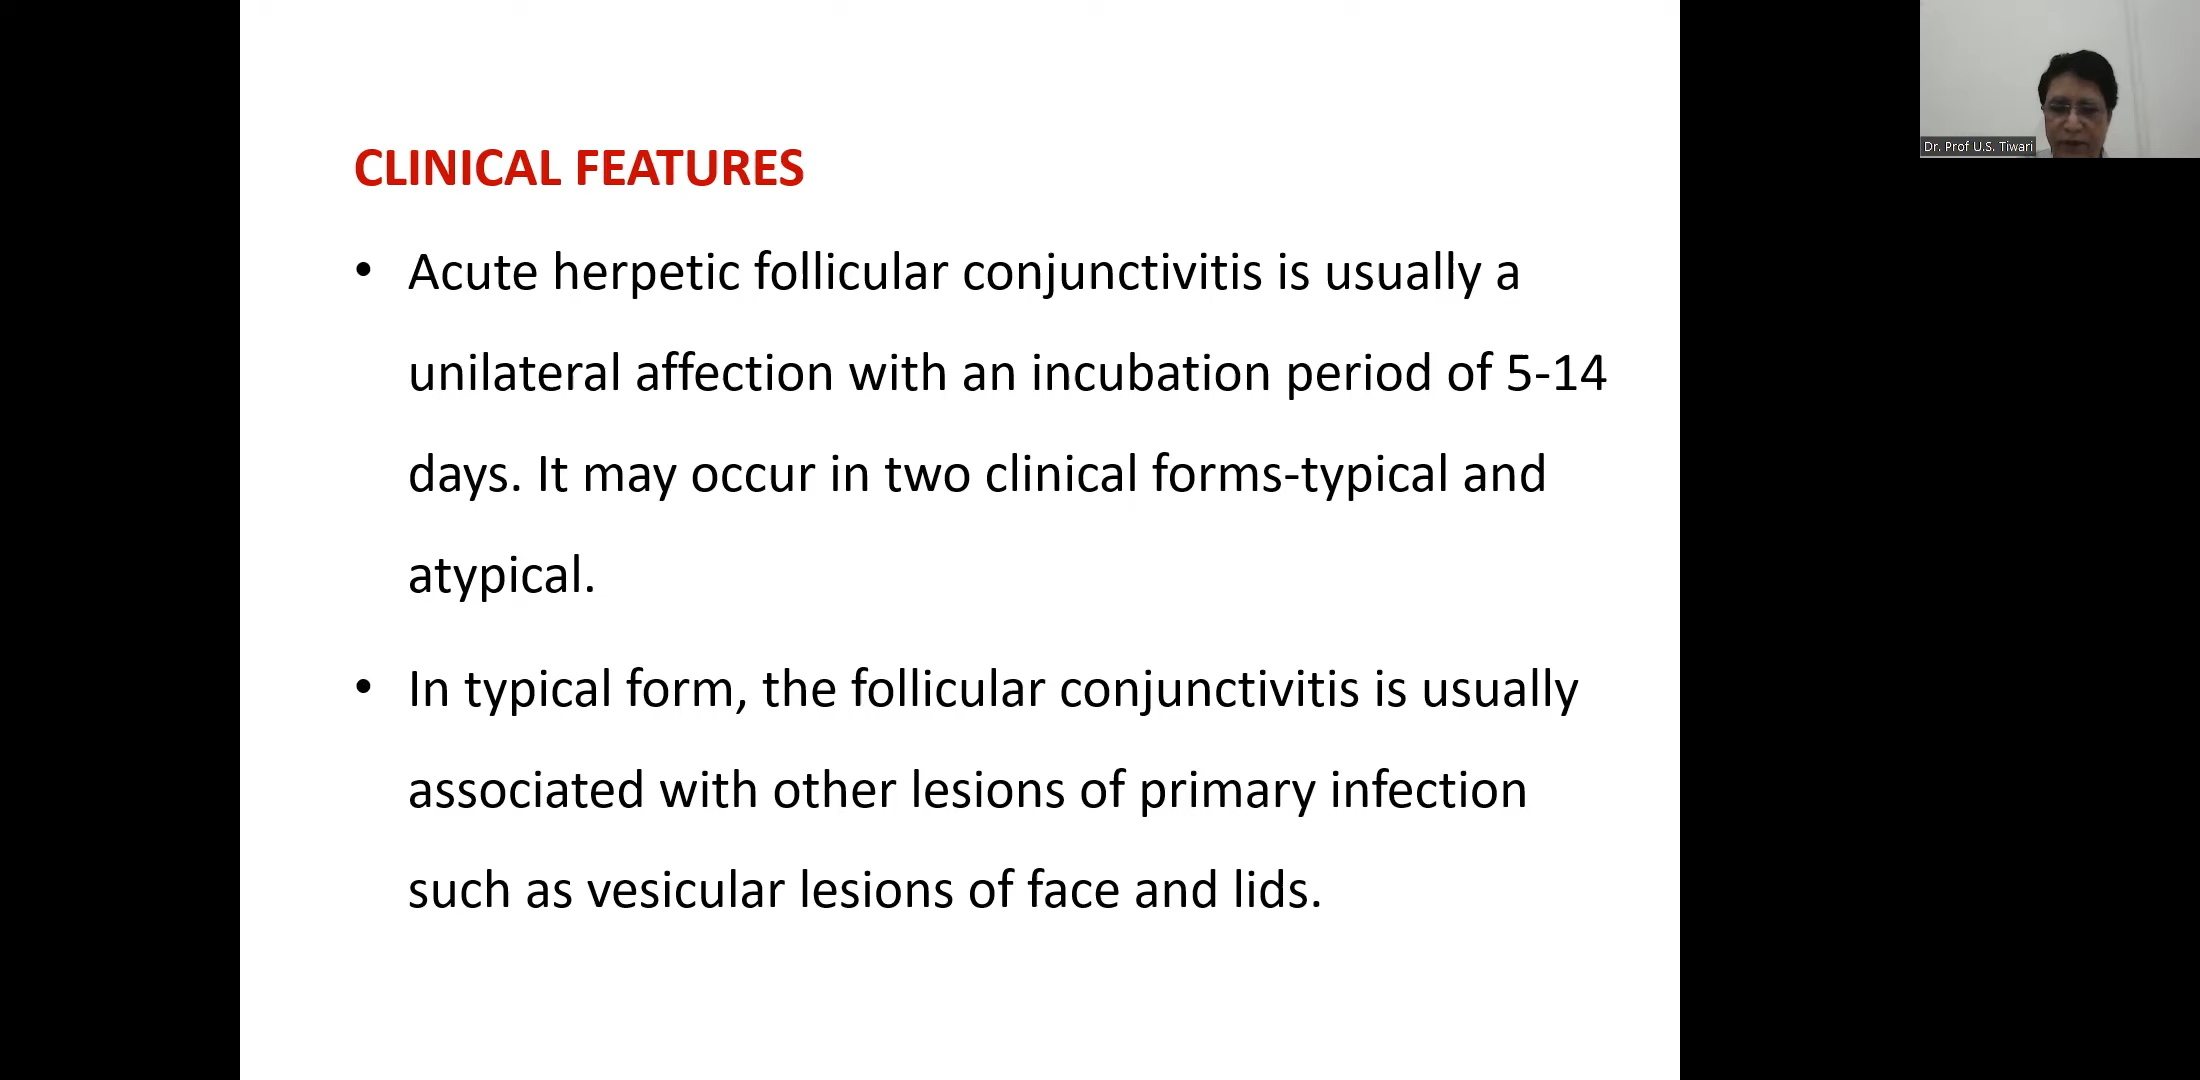 Dr. Prof U.S. Tiwari
CLINICAL FEATURES
• Acute herpetic follicular conjunctivitis is usually a
unilateral affection with an incubation period of 5-14
days. It may occur in two clinical forms-typical and
atypical.
• In typical form, the follicular conjunctivitis is usually
associated with other lesions of primary infection
such as vesicular lesions of face and lids.